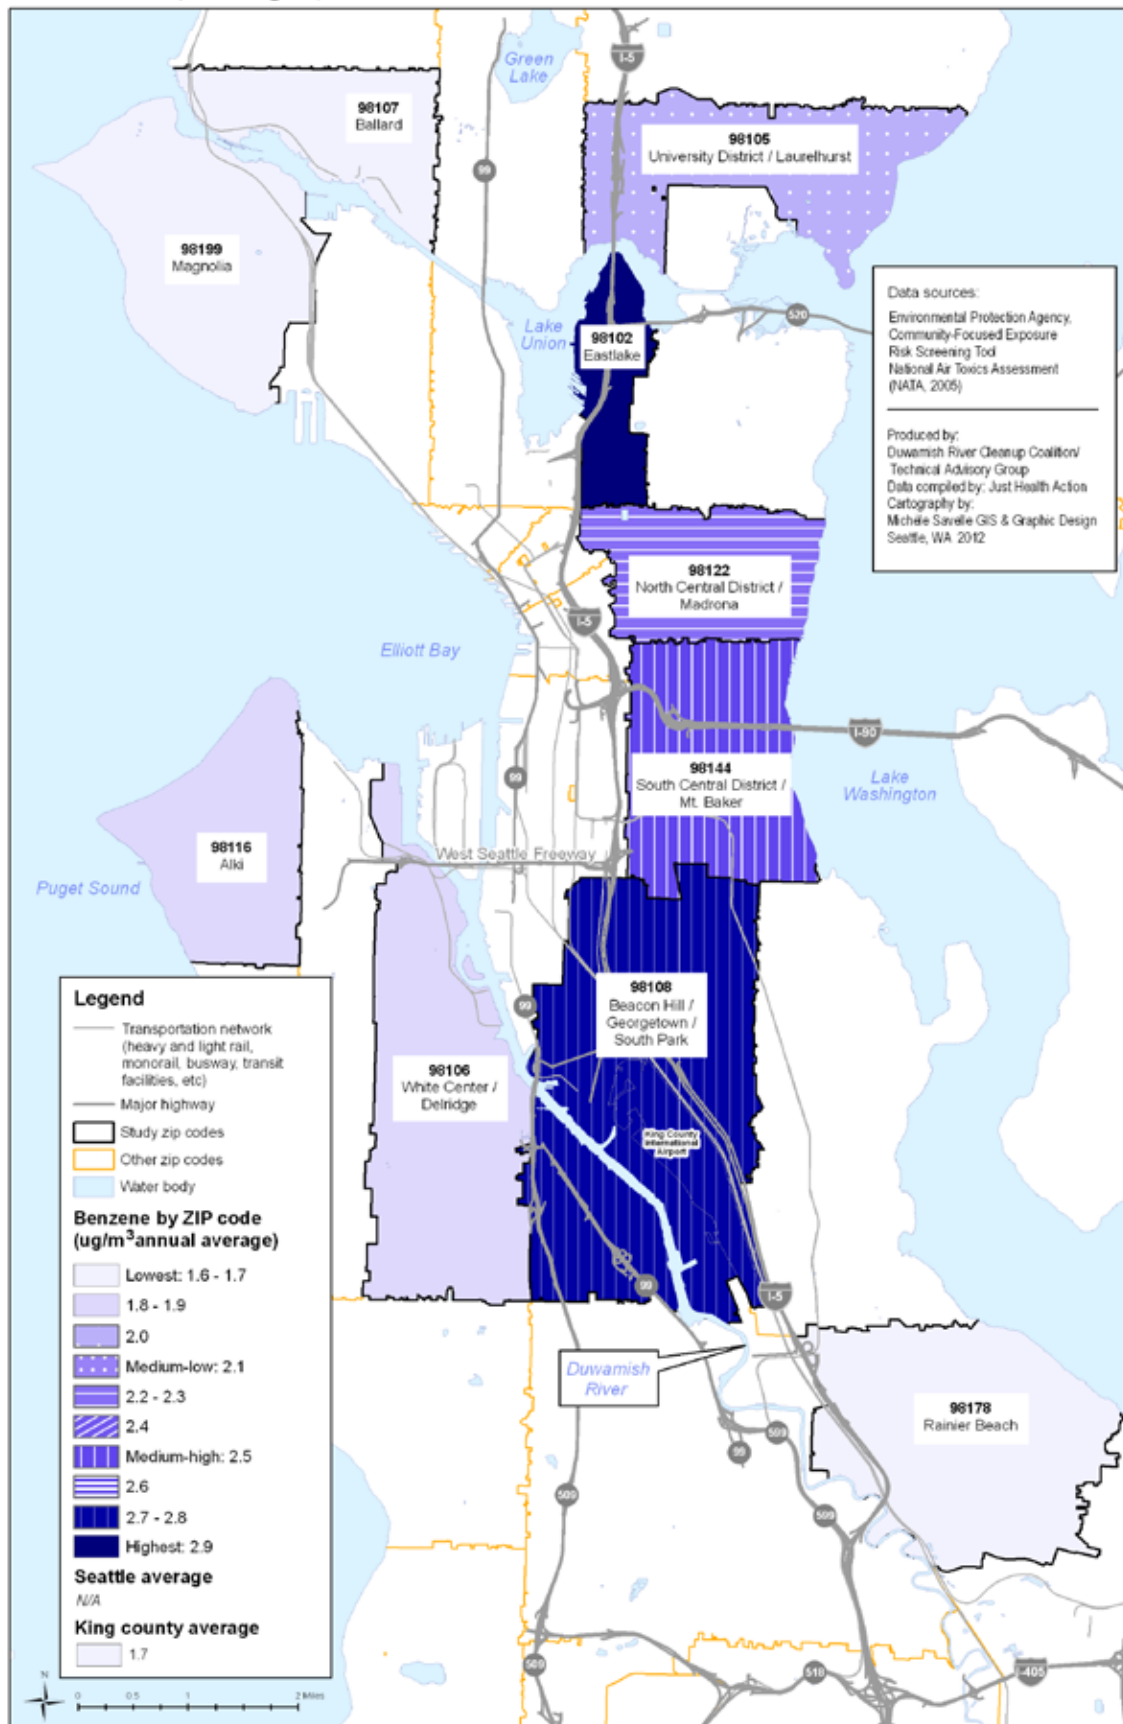 Green
Lake
I-5
98107
Ballard
98105
University District / Laurelhurst
99
98199
Magnolia
Lake
Union
98102
Eastlake
520
Data sources:
Environmental Protection Agency,
Community-Focused Exposure
Risk Screening Tool
National Air Toxics Assessment
(NATA, 2005)
Produced by:
Duwamish River Cleanup Coalition/
Technical Advisory Group
Data compiled by: Just Health Action
Cartography by:
Michele Savelle GIS & Graphic Design
Seattle, WA 2012
98122
North Central District /
Madrona
I-5
Elliott Bay
I-90
98144
South Central District /
Mt. Baker
Lake
Washington
99
98116
Alki
West Seattle Freeway
Puget Sound
98108
Beacon Hill /
Georgetown /
South Park
99
98106
White Center /
Delridge
King County
International
Airport
99
I-5
Duwamish
River
98178
Rainier Beach
99
599
509
599
509
518
I-405
Legend
Transportation network
(heavy and light rail,
monorail, busway, transit
facilities, etc)
Major highway
Study zip codes
Other zip codes
Water body
Benzene by ZIP code
(ug/m³annual average)
Lowest: 1.6 - 1.7
1.8 - 1.9
2.0
Medium-low: 2.1
2.2 - 2.3
2.4
Medium-high: 2.5
2.6
2.7 - 2.8
Highest: 2.9
Seattle average
N/A
King county average
1.7
N
0 0.5 1 2 Miles